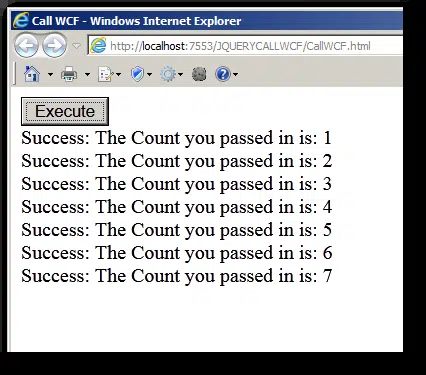 Call WCF - Windows Internet Explorer
http://localhost:7553/JQUERYCALLWCF/CallWCF.html
Execute
Success: The Count you passed in is: 1
Success: The Count you passed in is: 2
Success: The Count you passed in is: 3
Success: The Count you passed in is: 4
Success: The Count you passed in is: 5
Success: The Count you passed in is: 6
Success: The Count you passed in is: 7